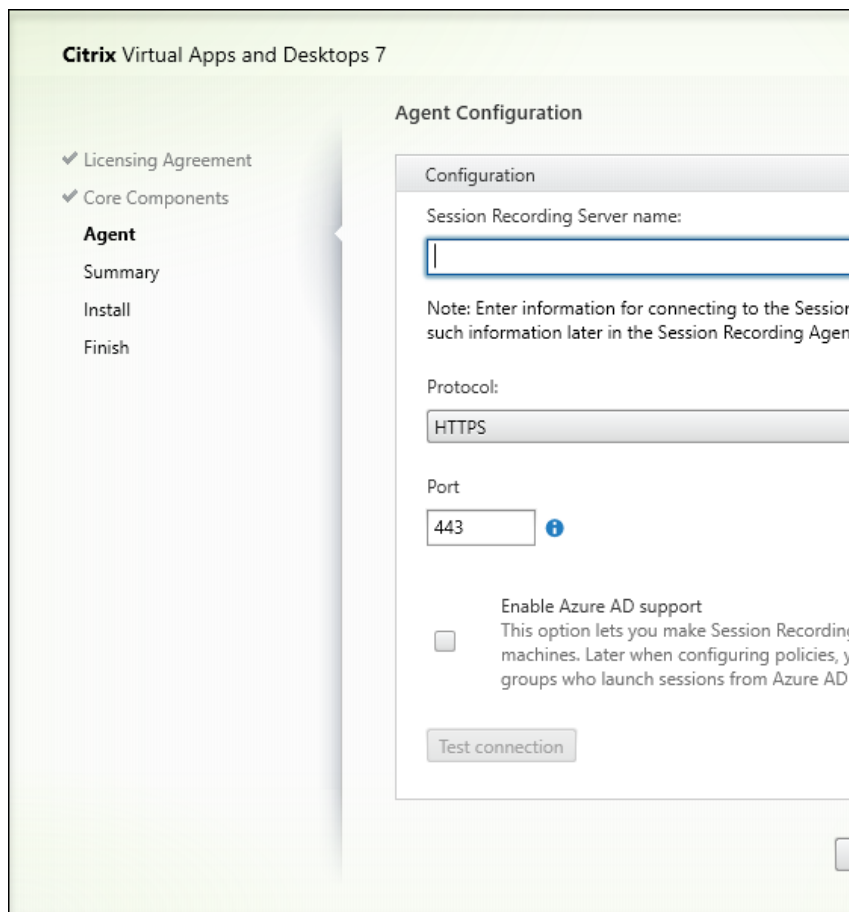 Citrix Virtual Apps and Desktops 7
Licensing Agreement
Core Components
Agent
Summary
Install
Finish
Agent Configuration
Configuration
Session Recording Server name:
Note: Enter information for connecting to the Session
such information later in the Session Recording Agen
Protocol:
HTTPS
Port
443
Enable Azure AD support
This option lets you make Session Recording
machines. Later when configuring policies, y
groups who launch sessions from Azure AD
Test connection